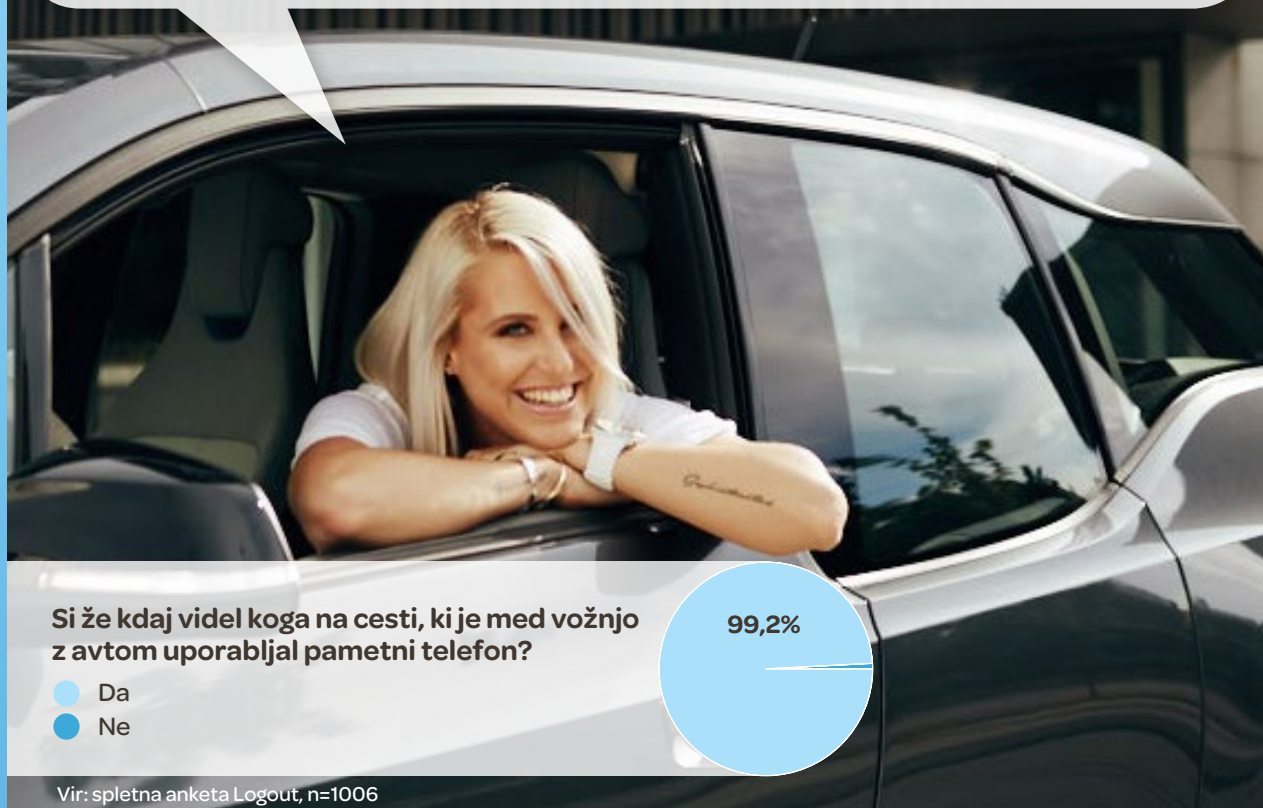 Si že kdaj videl koga na cesti, ki je med vožnjo
z avtom uporabljal pametni telefon?
Da
Ne
99,2%
Vir: spletna anketa Logout, n=1006